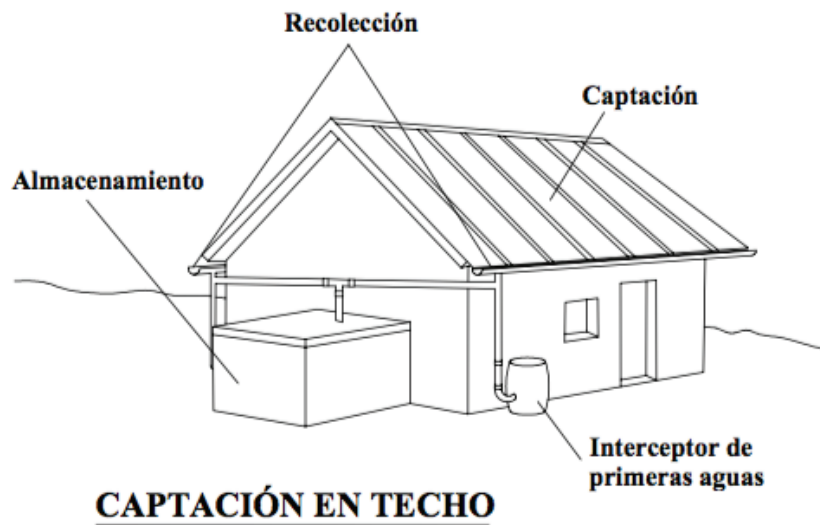 Recolección
Captación
Almacenamiento
Interceptor de
primeras aguas
CAPTACIÓN EN TECHO